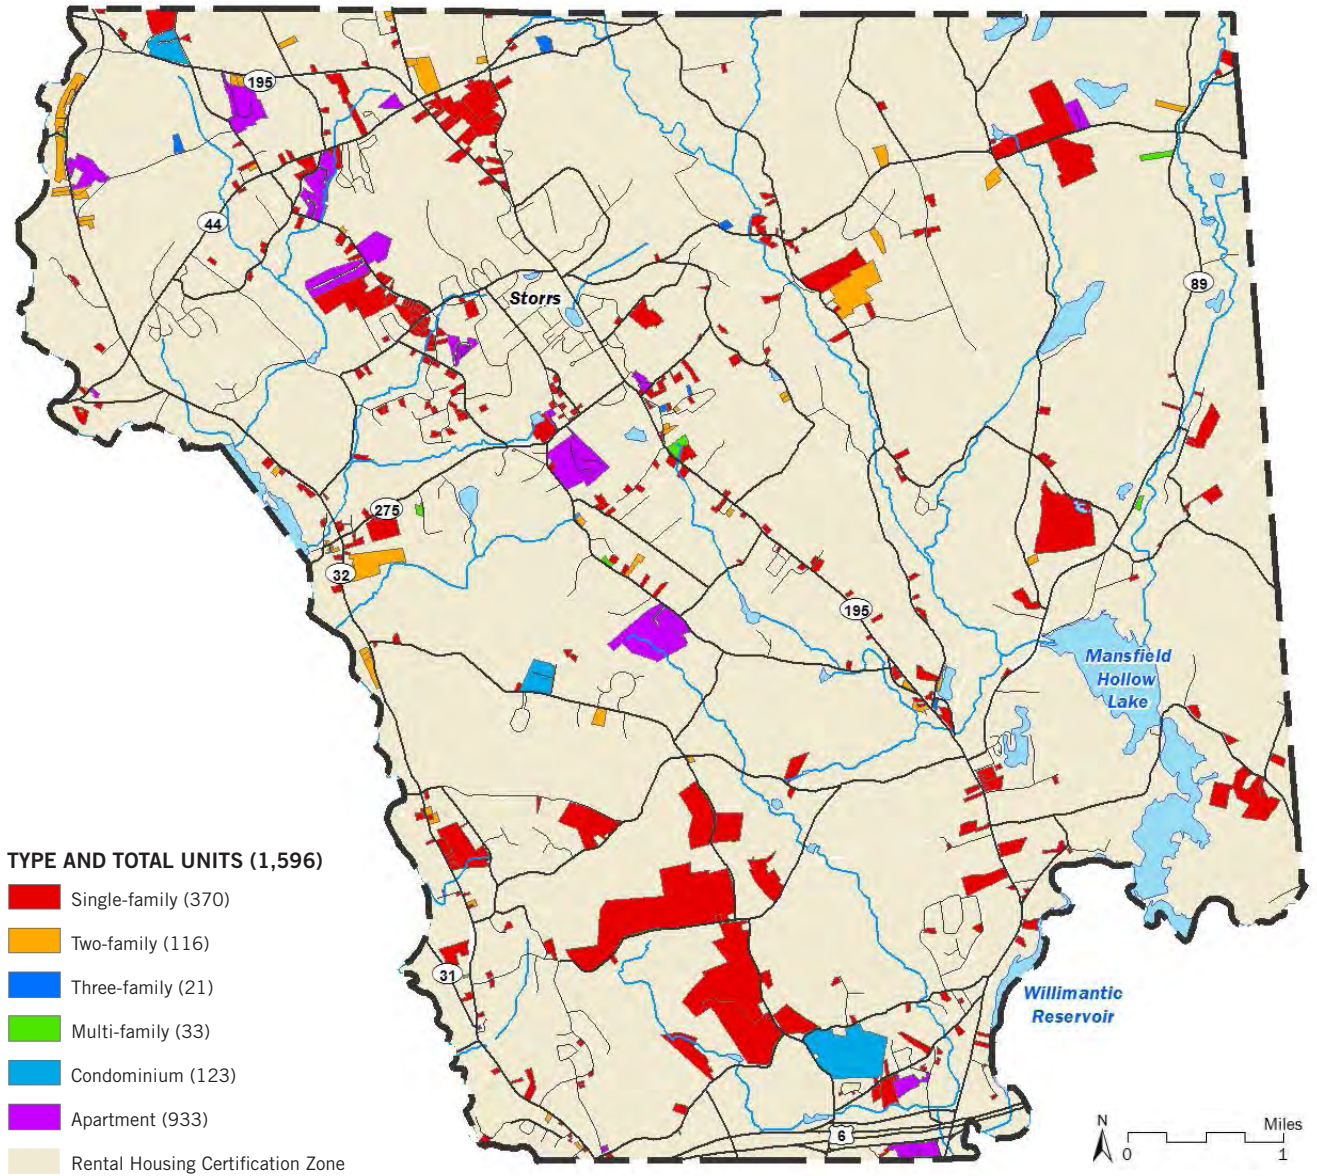 195
44
Storrs
89
275
32
195
Mansfield
Hollow
Lake
TYPE AND TOTAL UNITS (1,596)
Single-family (370)
Two-family (116)
Three-family (21)
Multi-family (33)
Condominium (123)
Apartment (933)
Rental Housing Certification Zone
31
Willimantic
Reservoir
6
N
Miles
0 1